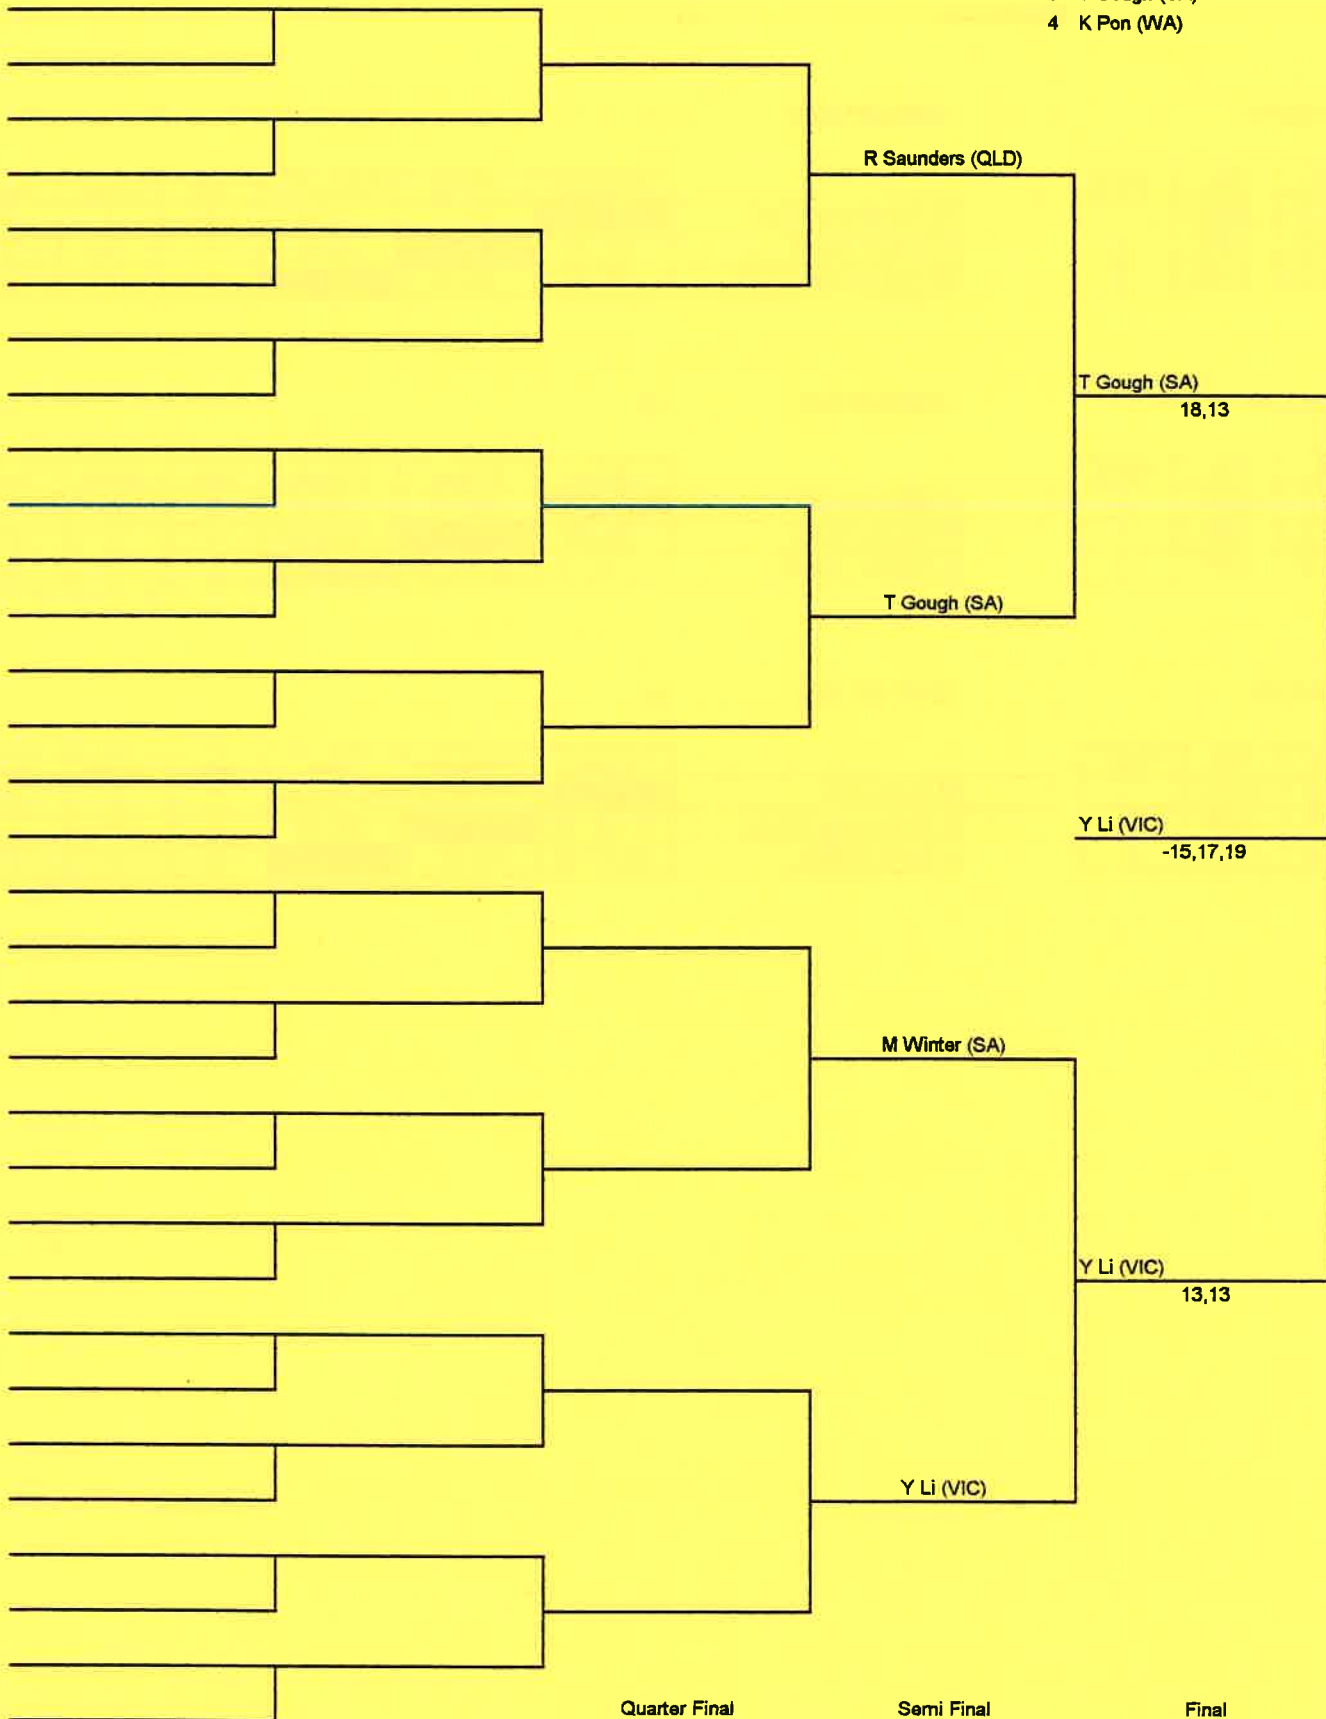 4 K Pon (WA)
R Saunders (QLD)
T Gough (SA)
18,13
T Gough (SA)
Y Li (VIC)
-15,17,19
M Winter (SA)
Y Li (VIC)
13,13
Y Li (VIC)
Quarter Final Semi Final Final